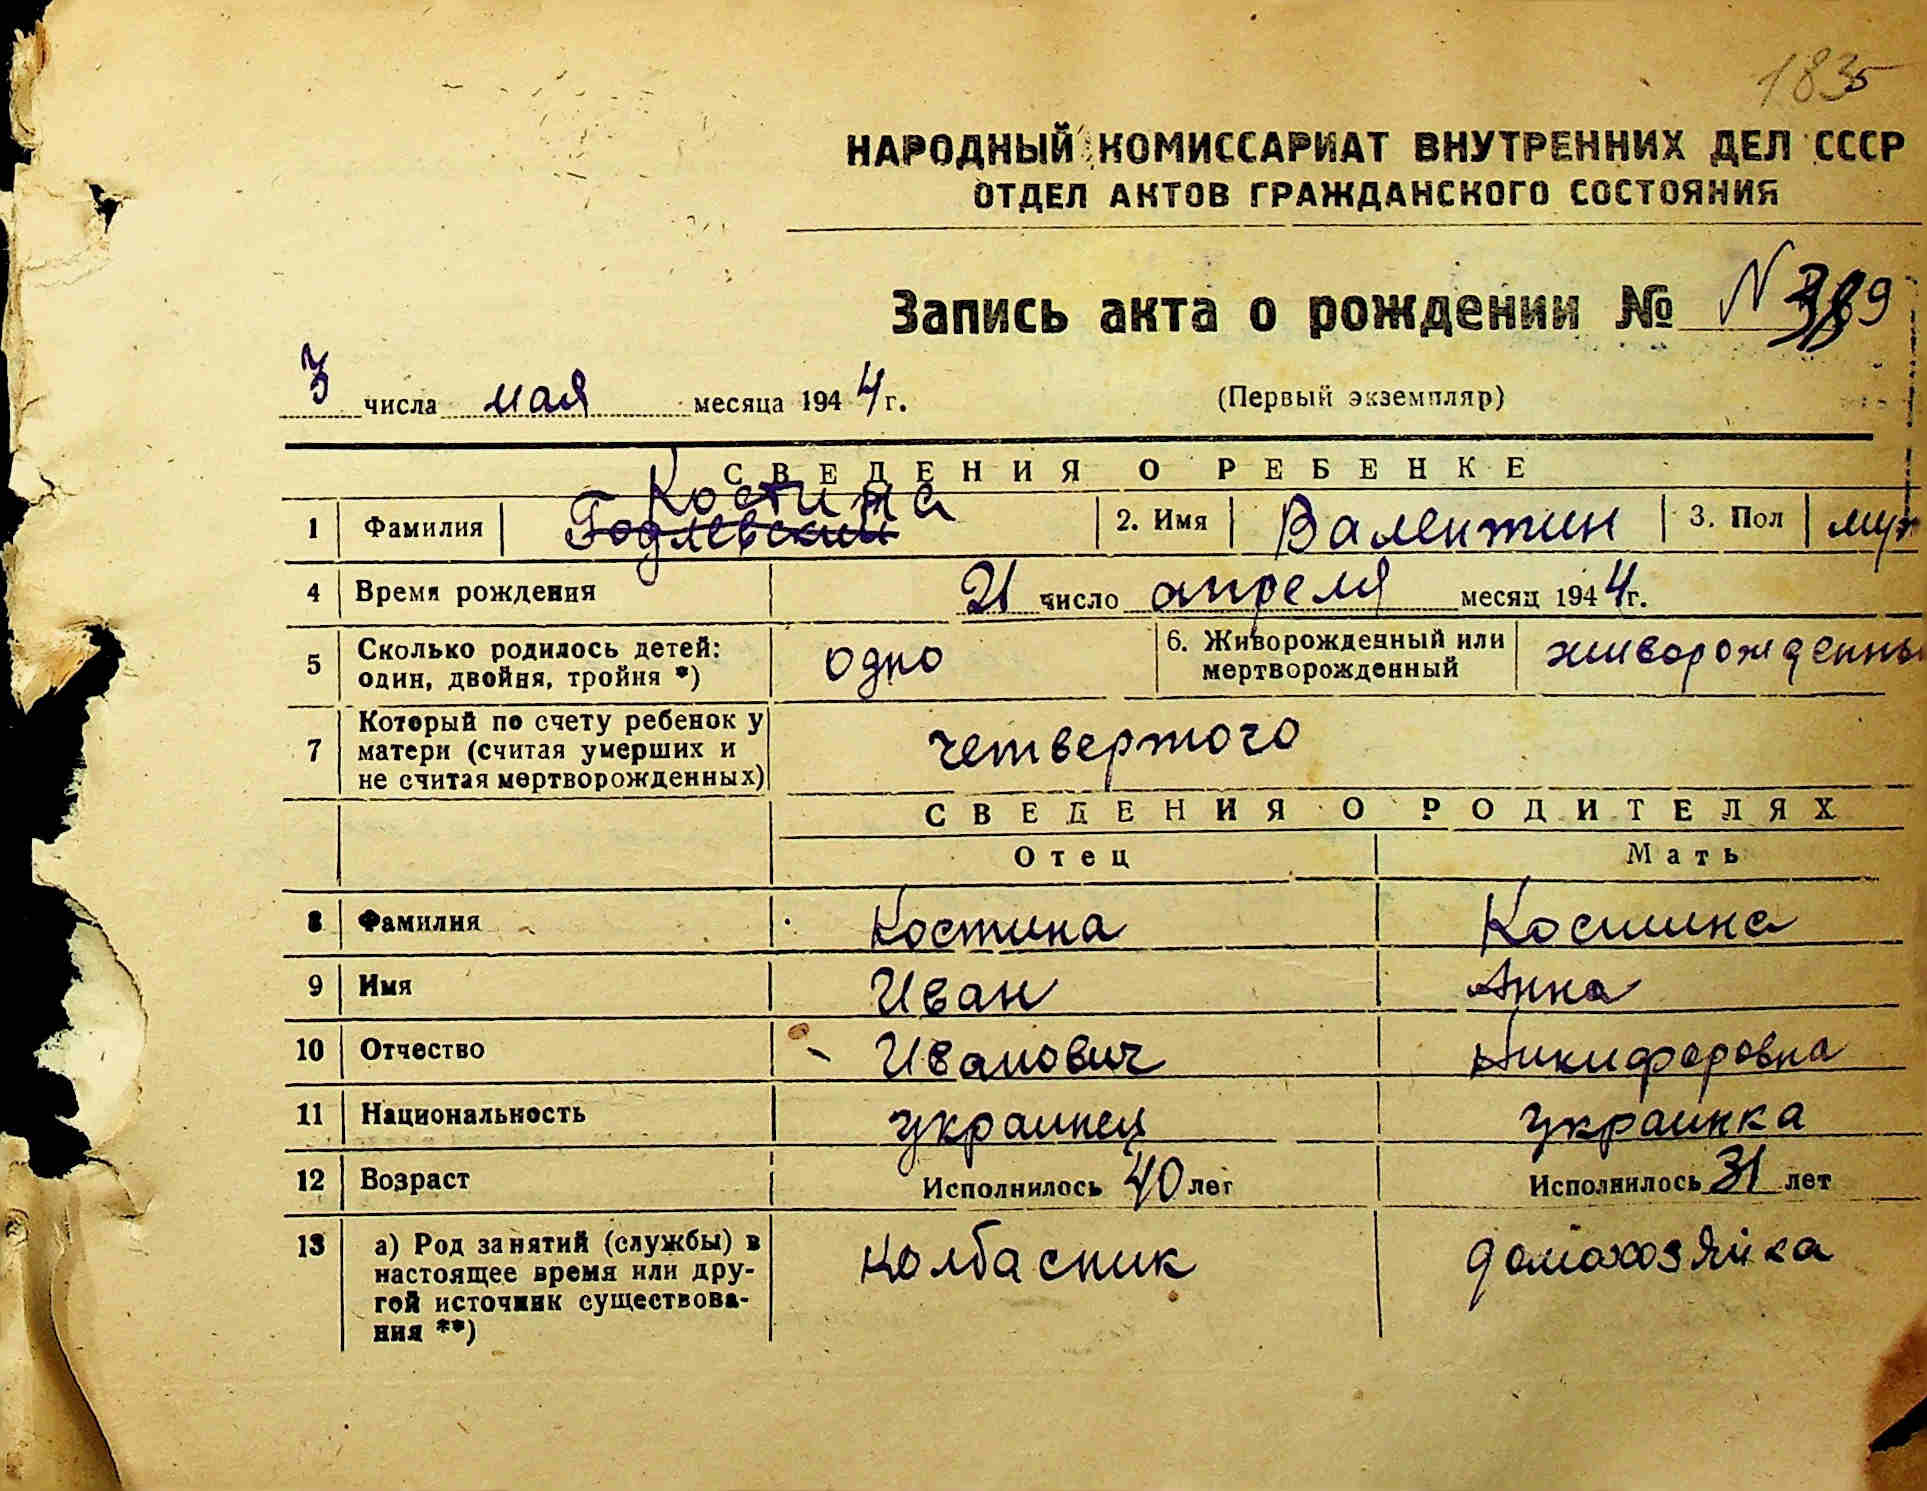 1835
НАРОДНЫЙ КОМИССАРИАТ ВНУТРЕННИХ ДЕЛ СССР
ОТДЕЛ АКТОВ ГРАЖДАНСКОГО СОСТОЯНИЯ
Запись акта о рождении № N
3 числа мая месяца 1944 г. (Первый экземпляр)
СВЕДЕНИЯ О РЕБЕНКЕ
Костина
1 Фамилия Годлевский 2. Имя Валентин 3. Пол муж
4 Время рождения 21 число апреля месяц 1944 г.
5 Сколько родилось детей: один, двойня, тройня *) одно 6. Живорожденный или мертворожденный живорожденны
7 Который по счету ребенок у матери (считая умерших и не считая мертворожденных) четвертого
СВЕДЕНИЯ О РОДИТЕЛЯХ
Отец Мать
8 Фамилия Костина Костина
9 Имя Иван Анна
10 Отчество Иванович Никифоровна
11 Национальность украинец украинка
12 Возраст Исполнилось 40 лет Исполнилось 31 лет
13 а) Род занятий (службы) в колбасник домохозяйка
настоящее время или дру-
гой источник существова-
ния **)